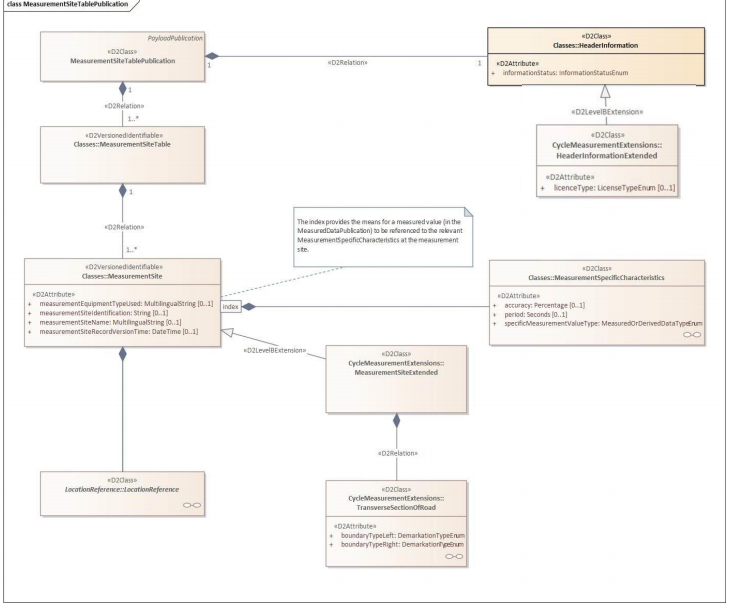 class MeasurementSiteTablePublication
PayloadPublication
«D2Class»
MeasurementSiteTablePublication
1
«D2Relation»
1
«D2Class»
Classes::HeaderInformation
«D2Attribute»
+ informationStatus: InformationStatusEnum
1
«D2Relation»
1..*
«D2LevelBExtension»
«D2Class»
CycleMeasurementExtensions::
HeaderInformationExtended
«D2Attribute»
+ licenceType: LicenseTypeEnum [0..1]
«D2VersionedIdentifiable»
Classes::MeasurementSiteTable
1
«D2Relation»
1..*
The index provides the means for a measured value (in the
MeasuredDataPublication) to be referenced to the relevant
MeasurementSpecificCharacteristics at the measurement
site.
«D2VersionedIdentifiable»
Classes::MeasurementSite
«D2Attribute»
+ measurementEquipmentTypeUsed: MultilingualString [0..1]
+ measurementSiteIdentification: String [0..1]
+ measurementSiteName: MultilingualString [0..1]
+ measurementSiteRecordVersionTime: DateTime [0..1]
index
«D2Class»
Classes::MeasurementSpecificCharacteristics
«D2Attribute»
+ accuracy: Percentage [0..1]
+ period: Seconds [0..1]
+ specificMeasurementValueType: MeasuredOrDerivedDataTypeEnum
«D2LevelBExtension»
«D2Class»
CycleMeasurementExtensions::
MeasurementSiteExtended
«D2Relation»
«D2Class»
LocationReference::LocationReference
«D2Class»
CycleMeasurementExtensions::
TransverseSectionOfRoad
«D2Attribute»
+ boundaryTypeLeft: DemarkationTypeEnum
+ boundaryTypeRight: DemarkationTypeEnum